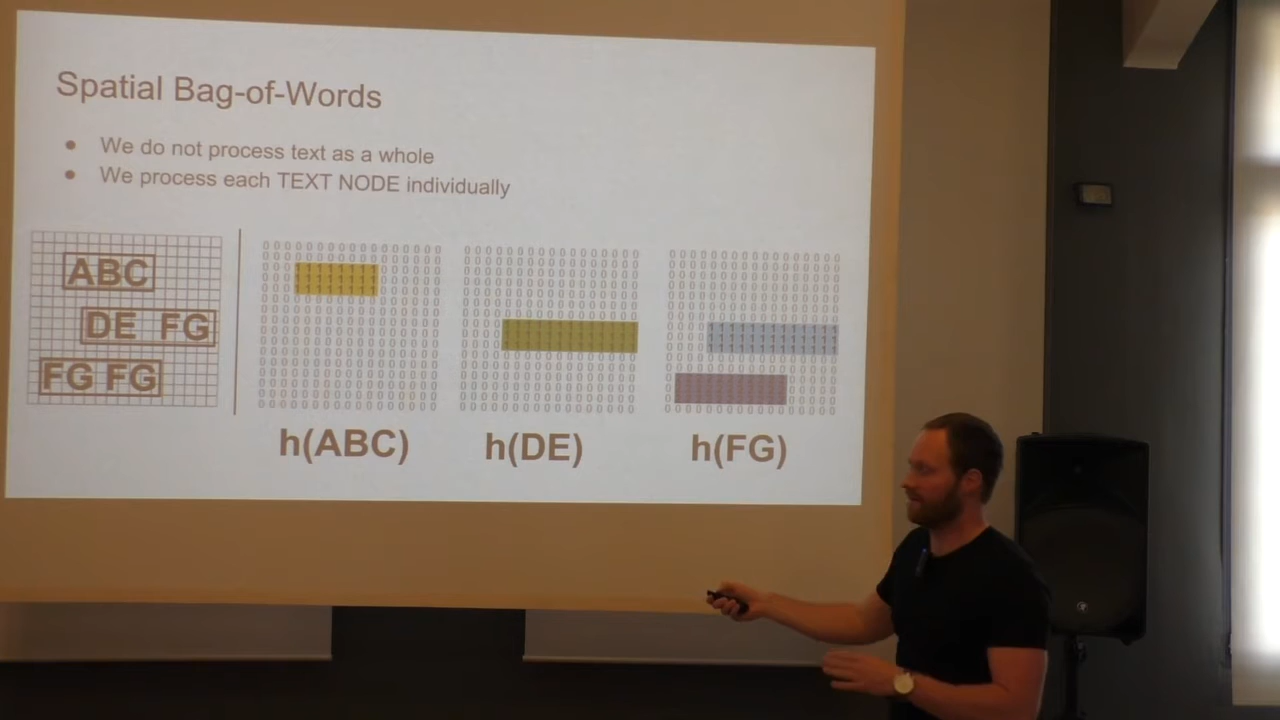 Spatial Bag-of-Words
● We do not process text as a whole
● We process each TEXT NODE individually
ABC
DE FG
FG FG
h(ABC) h(DE) h(FG)